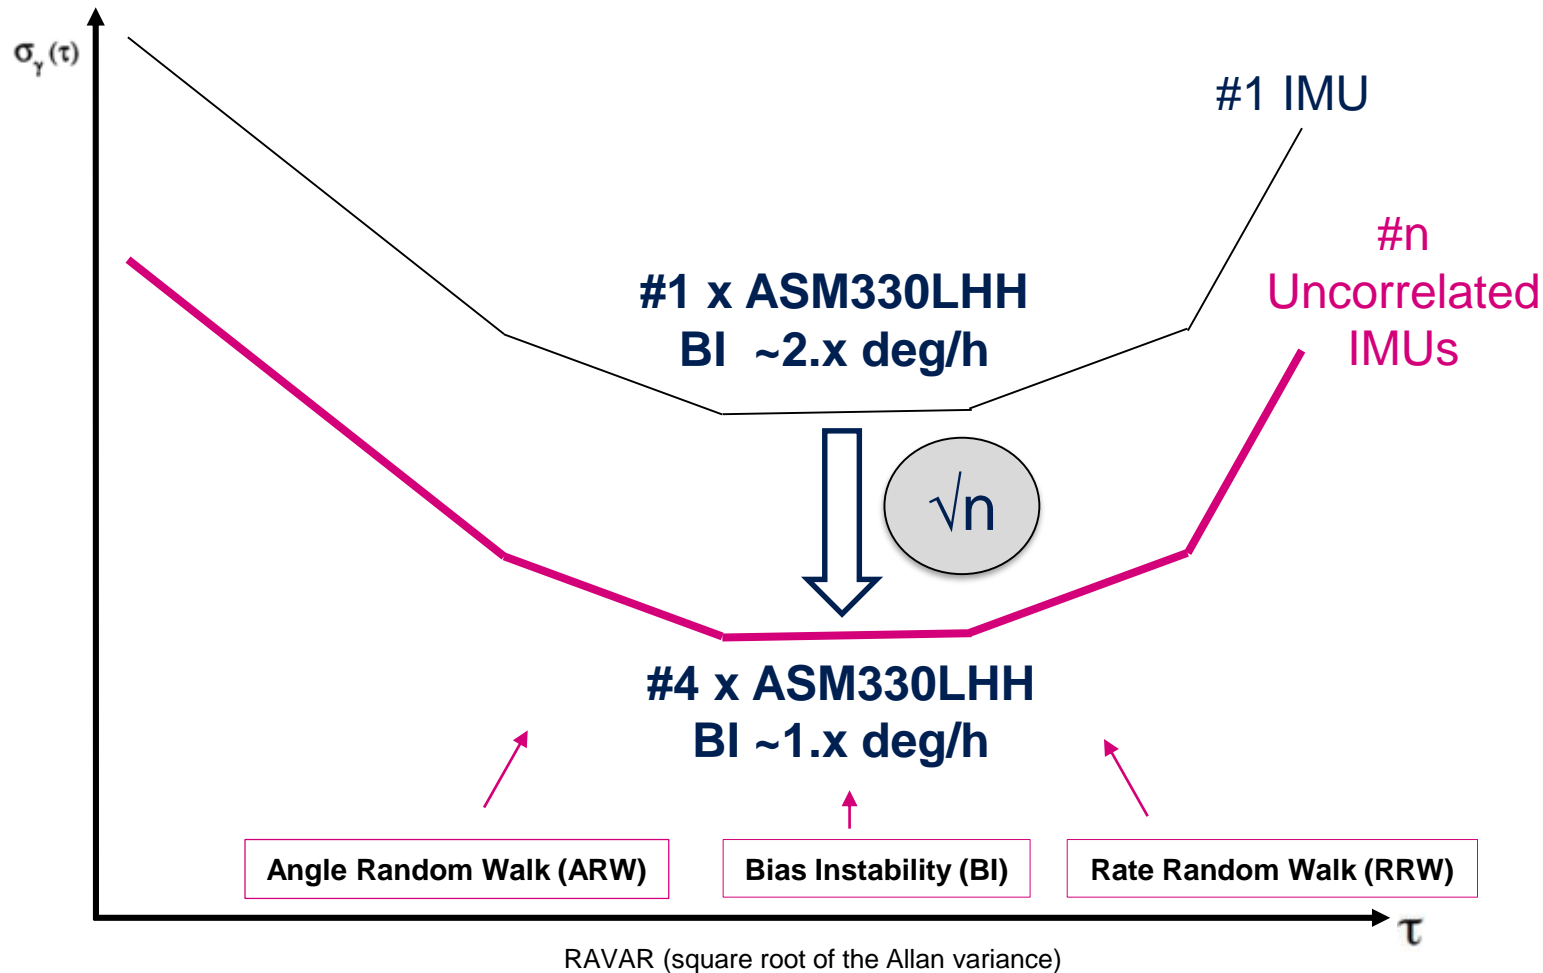 σγ(τ)
#1 IMU
#n
Uncorrelated
IMUs
#1 x ASM330LHH
BI ~2.x deg/h
√n
#4 x ASM330LHH
BI ~1.x deg/h
Angle Random Walk (ARW)
Bias Instability (BI)
Rate Random Walk (RRW)
τ
RAVAR (square root of the Allan variance)